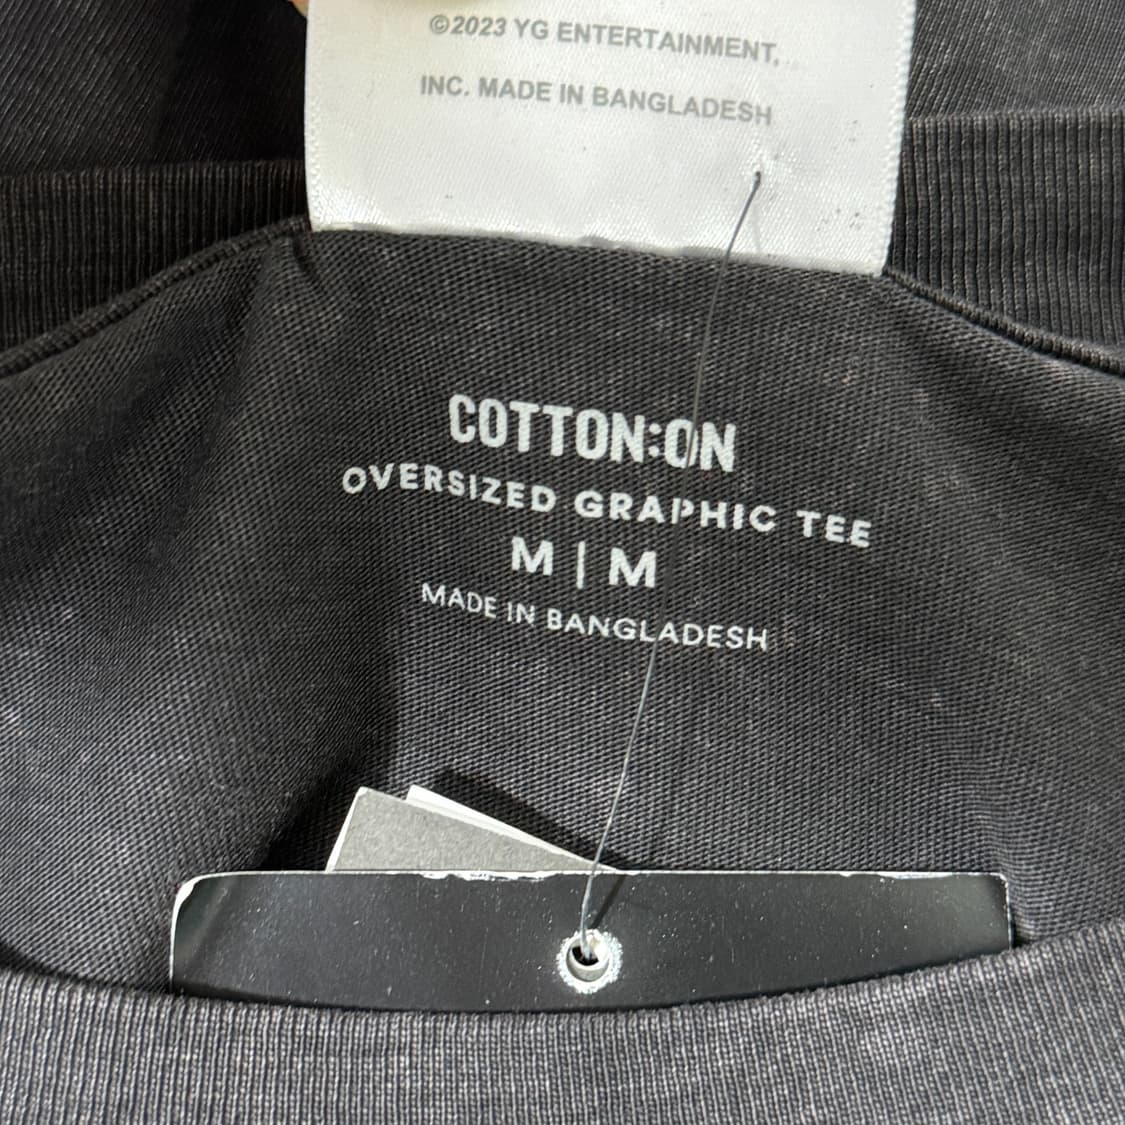 ©2023 YG ENTERTAINMENT,
INC. MADE IN BANGLADESH
COTTON:ON
OVERSIZED GRAPHIC TEE
M | M
MADE IN BANGLADESH